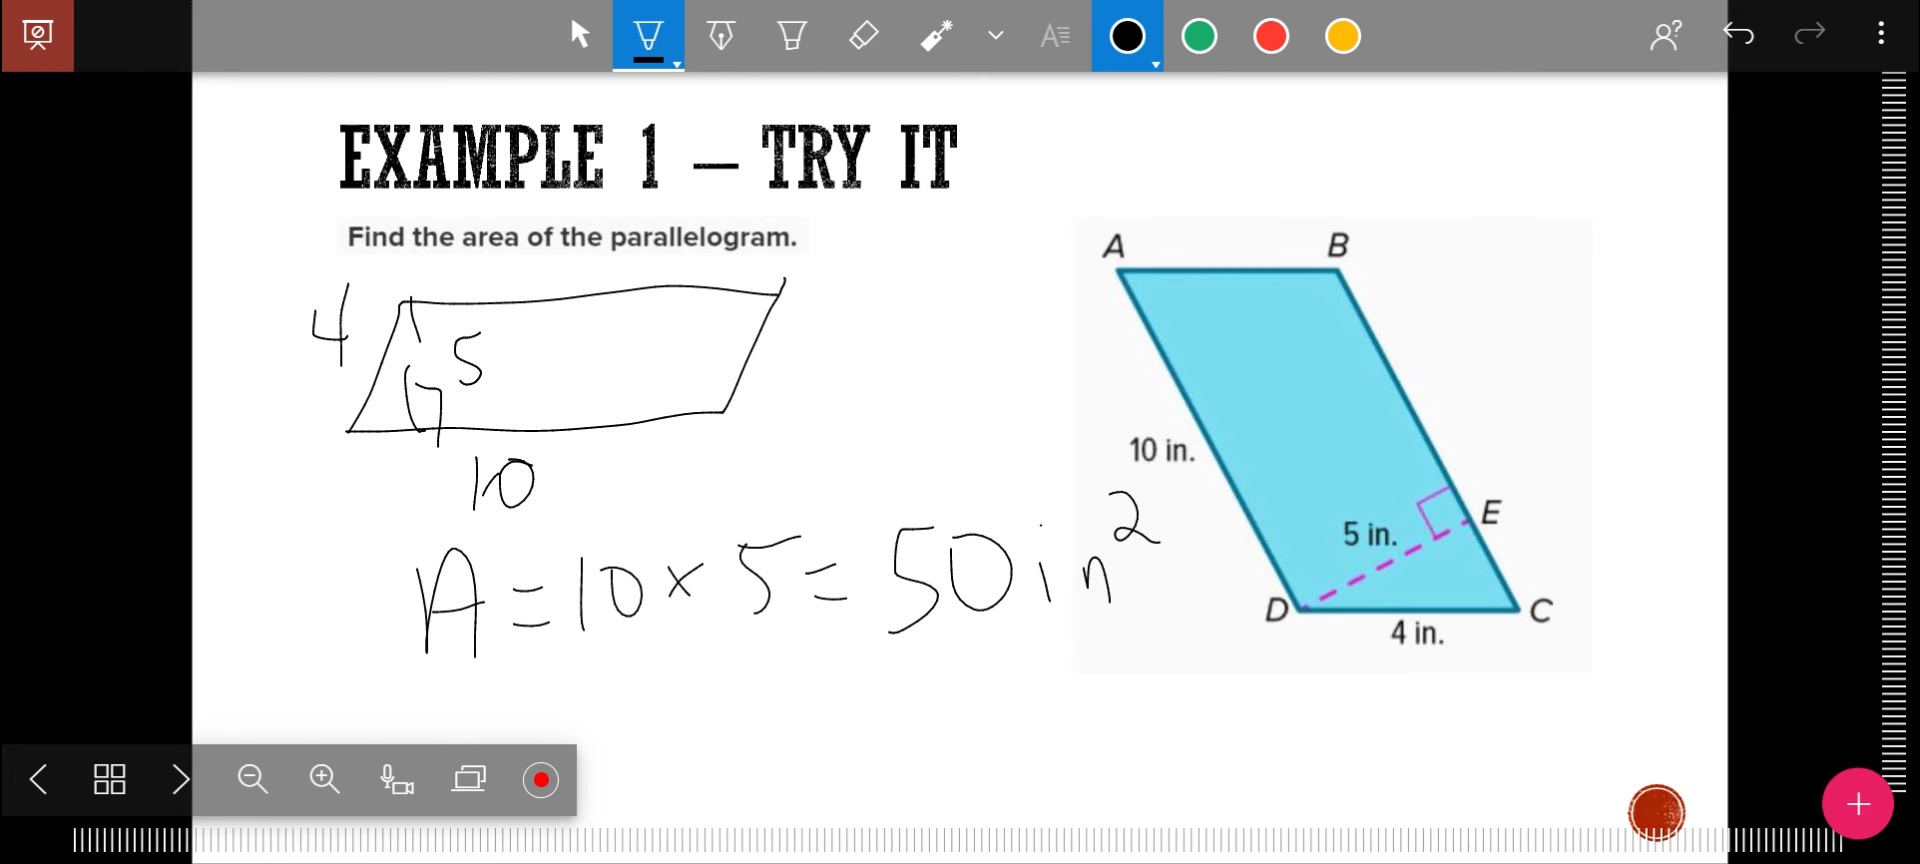 EXAMPLE 1 – TRY IT
Find the area of the parallelogram.
4
5
10
A = 10 x 5 = 50 in²
A
B
10 in.
5 in.
E
D
C
4 in.